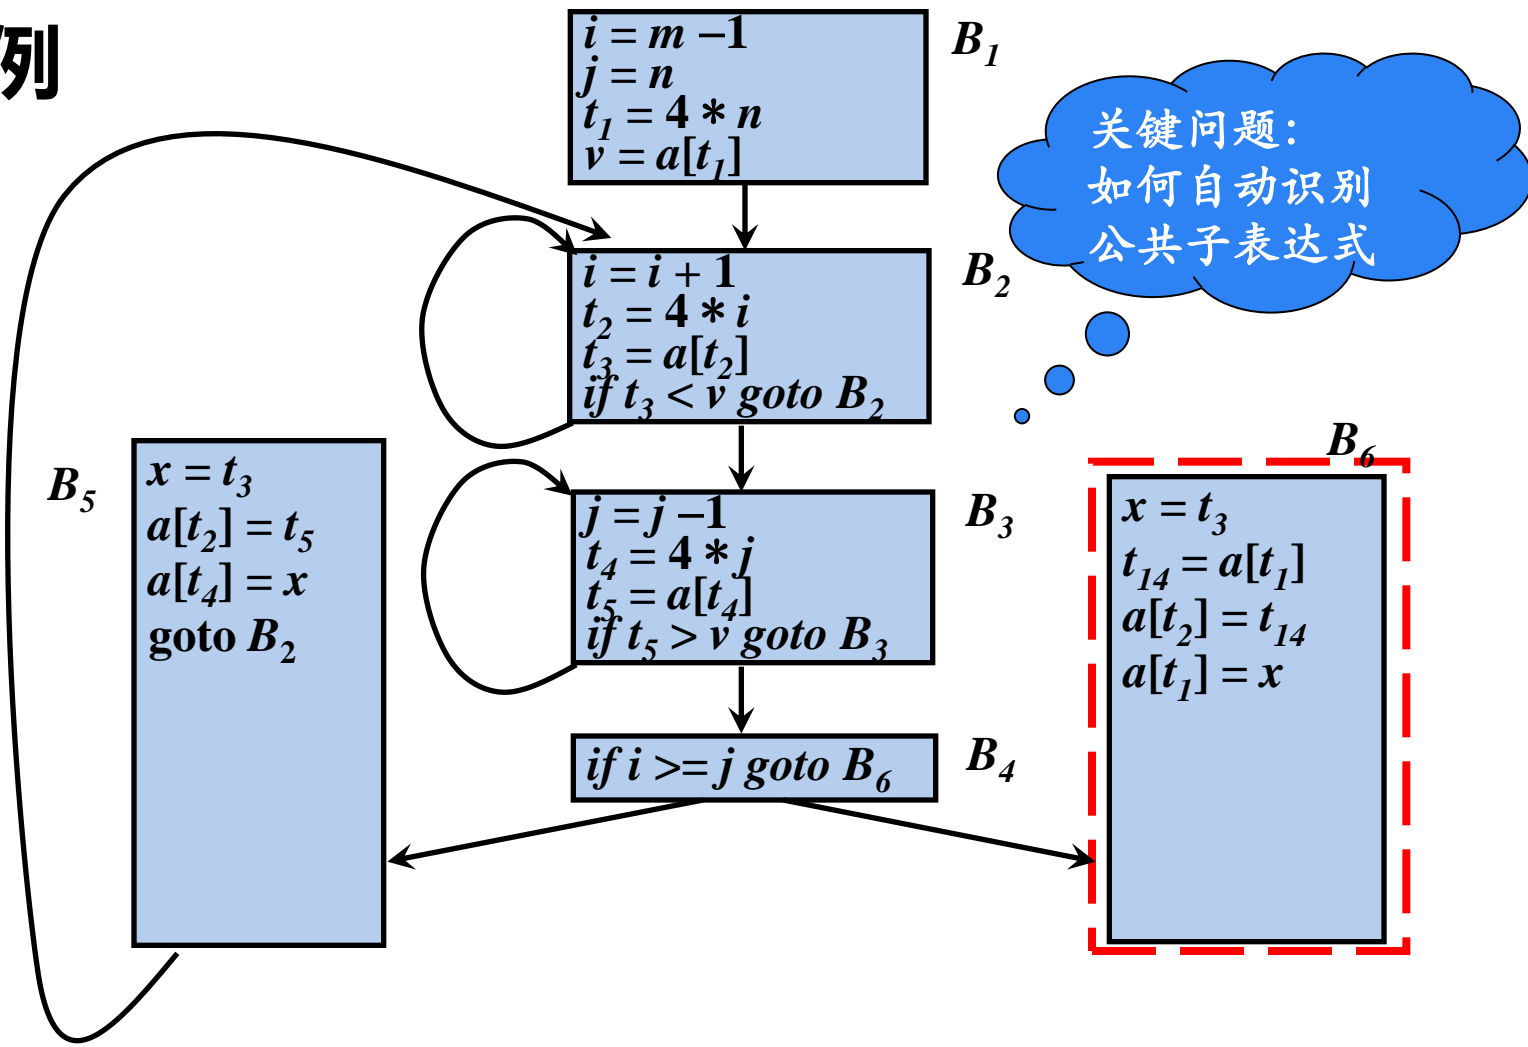 例
i = m − 1
j = n
t₁ = 4 * n
v = a[t₁]
B₁
关键问题：
如何自动识别
公共子表达式
i = i + 1
t₂ = 4 * i
t₃ = a[t₂]
if t₃ < v goto B₂
B₂
B₅
x = t₃
a[t₂] = t₅
a[t₄] = x
goto B₂
j = j − 1
t₄ = 4 * j
t₅ = a[t₄]
if t₅ > v goto B₃
B₃
if i >= j goto B₆
B₄
B₆
x = t₃
t₁₄ = a[t₁]
a[t₂] = t₁₄
a[t₁] = x